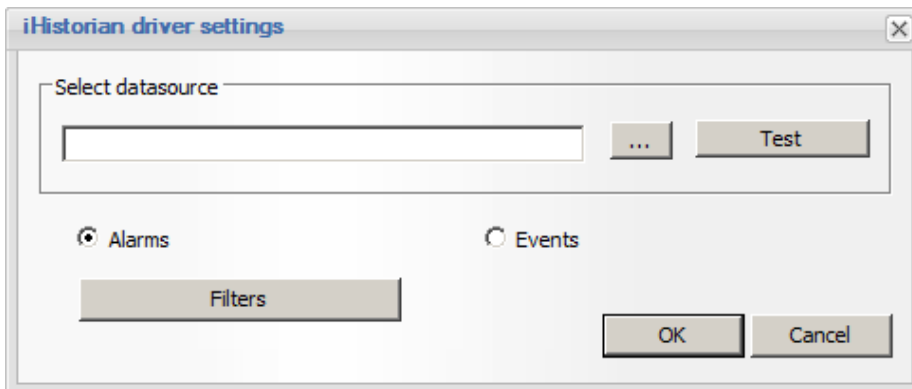 iHistorian driver settings
Select datasource
... Test
Alarms Events
Filters
OK Cancel